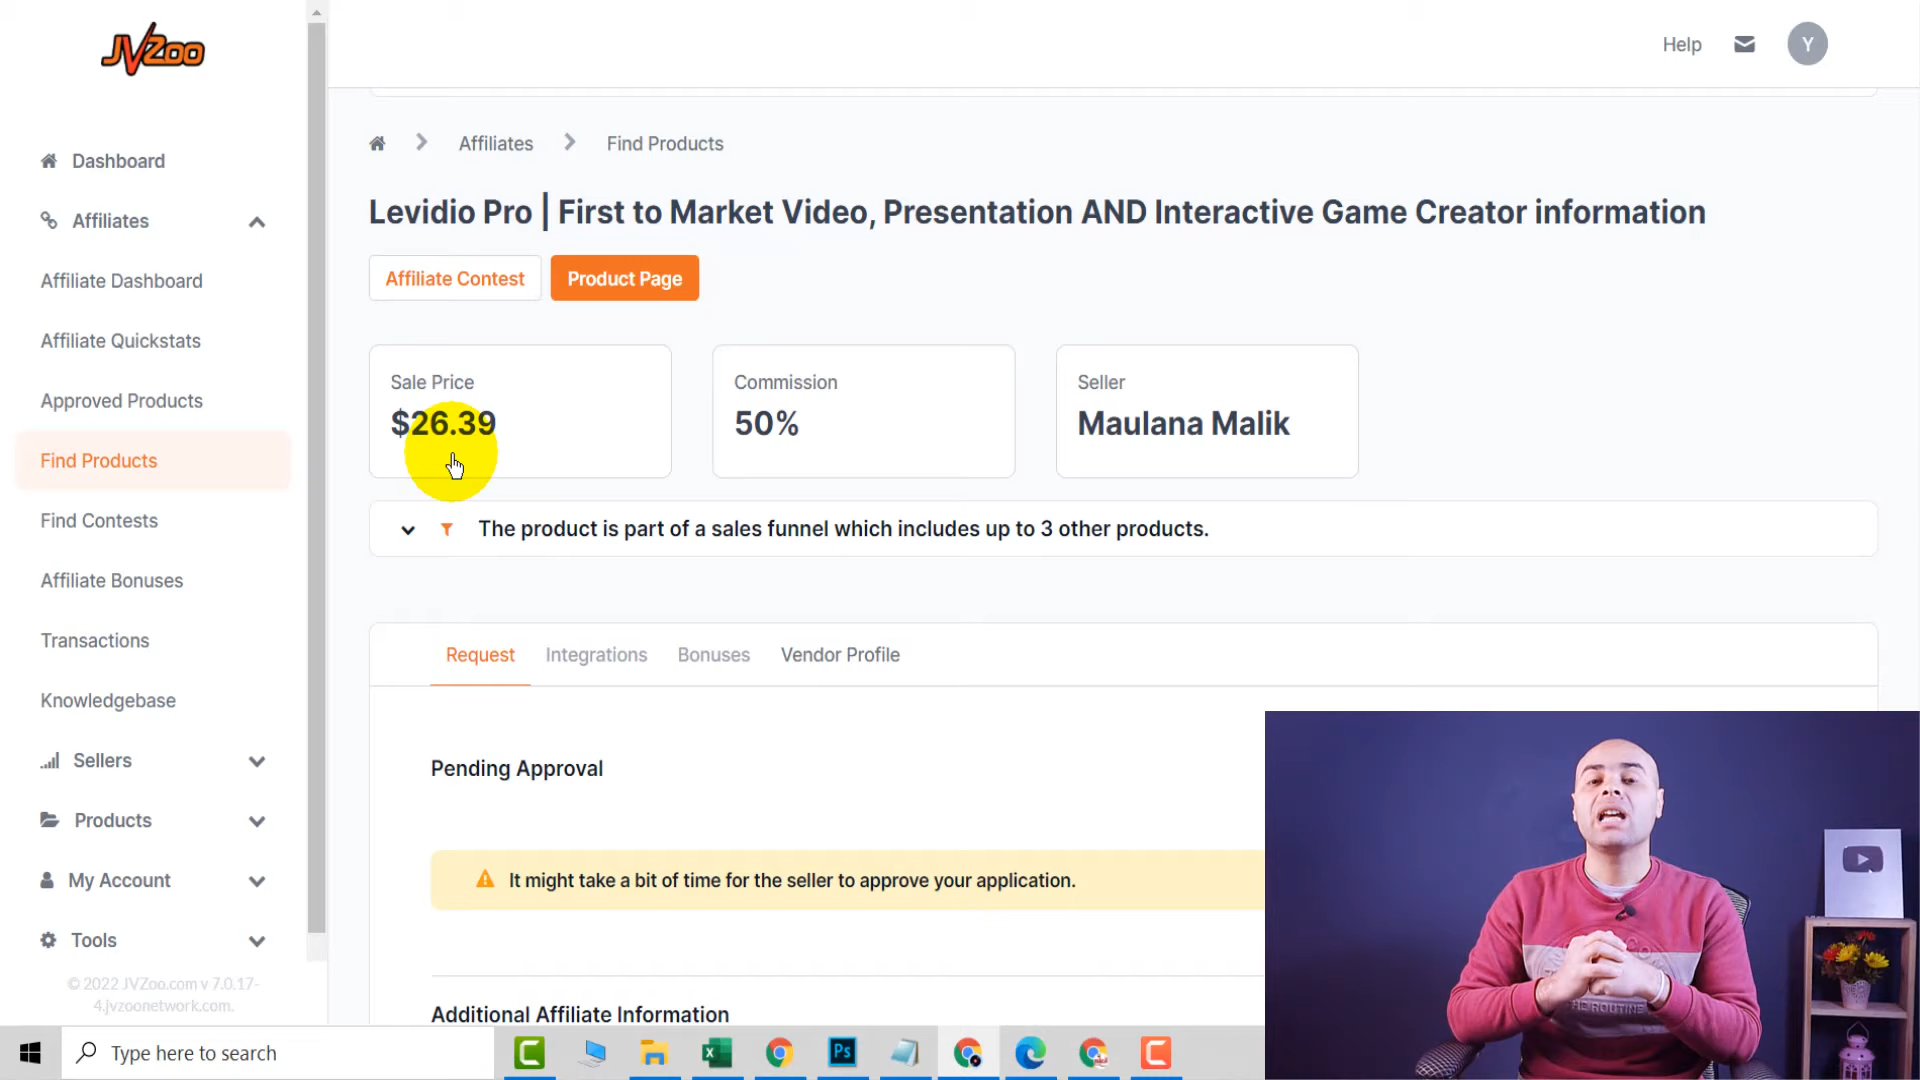 JVZoo
Help
Y
Dashboard
Affiliates
Affiliate Dashboard
Affiliate Quickstats
Approved Products
Find Products
Find Contests
Affiliate Bonuses
Transactions
Knowledgebase
Sellers
Products
My Account
Tools
© 2022 JVZoo.com v 7.0.17-
4.jvzoonetwork.com.
Affiliates
Find Products
Levidio Pro | First to Market Video, Presentation AND Interactive Game Creator information
Affiliate Contest
Product Page
Sale Price
$26.39
Commission
50%
Seller
Maulana Malik
The product is part of a sales funnel which includes up to 3 other products.
Request
Integrations
Bonuses
Vendor Profile
Pending Approval
It might take a bit of time for the seller to approve your application.
Additional Affiliate Information
THE ROUTINE
Type here to search
Ps